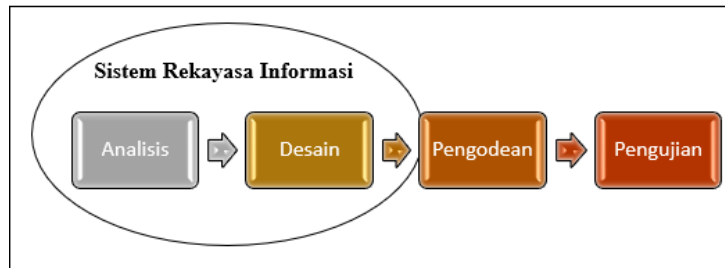 Sistem Rekayasa Informasi
Analisis
Desain
Pengodean
Pengujian